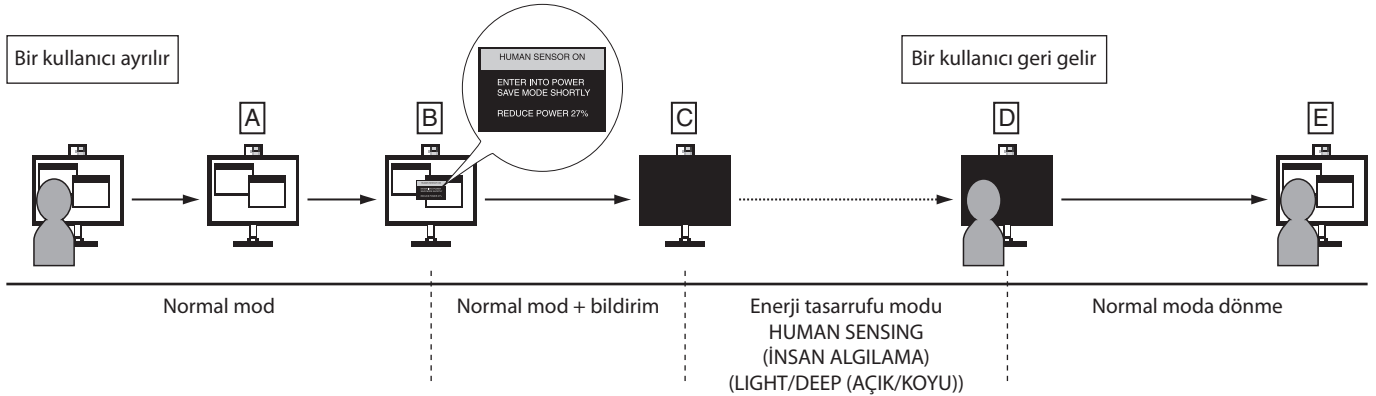 Bir kullanıcı ayrılır
HUMAN SENSOR ON
ENTER INTO POWER
SAVE MODE SHORTLY
REDUCE POWER 27%
Bir kullanıcı geri gelir
A
B
C
D
E
Normal mod
Normal mod + bildirim
Enerji tasarrufu modu
HUMAN SENSING
(İNSAN ALGILAMA)
(LIGHT/DEEP (AÇIK/KOYU))
Normal moda dönme